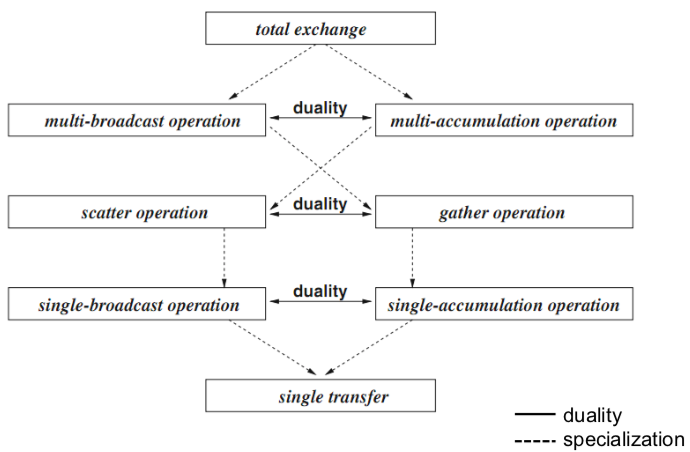 total exchange
duality
multi-broadcast operation
multi-accumulation operation
duality
scatter operation
gather operation
duality
single-broadcast operation
single-accumulation operation
single transfer
duality
specialization